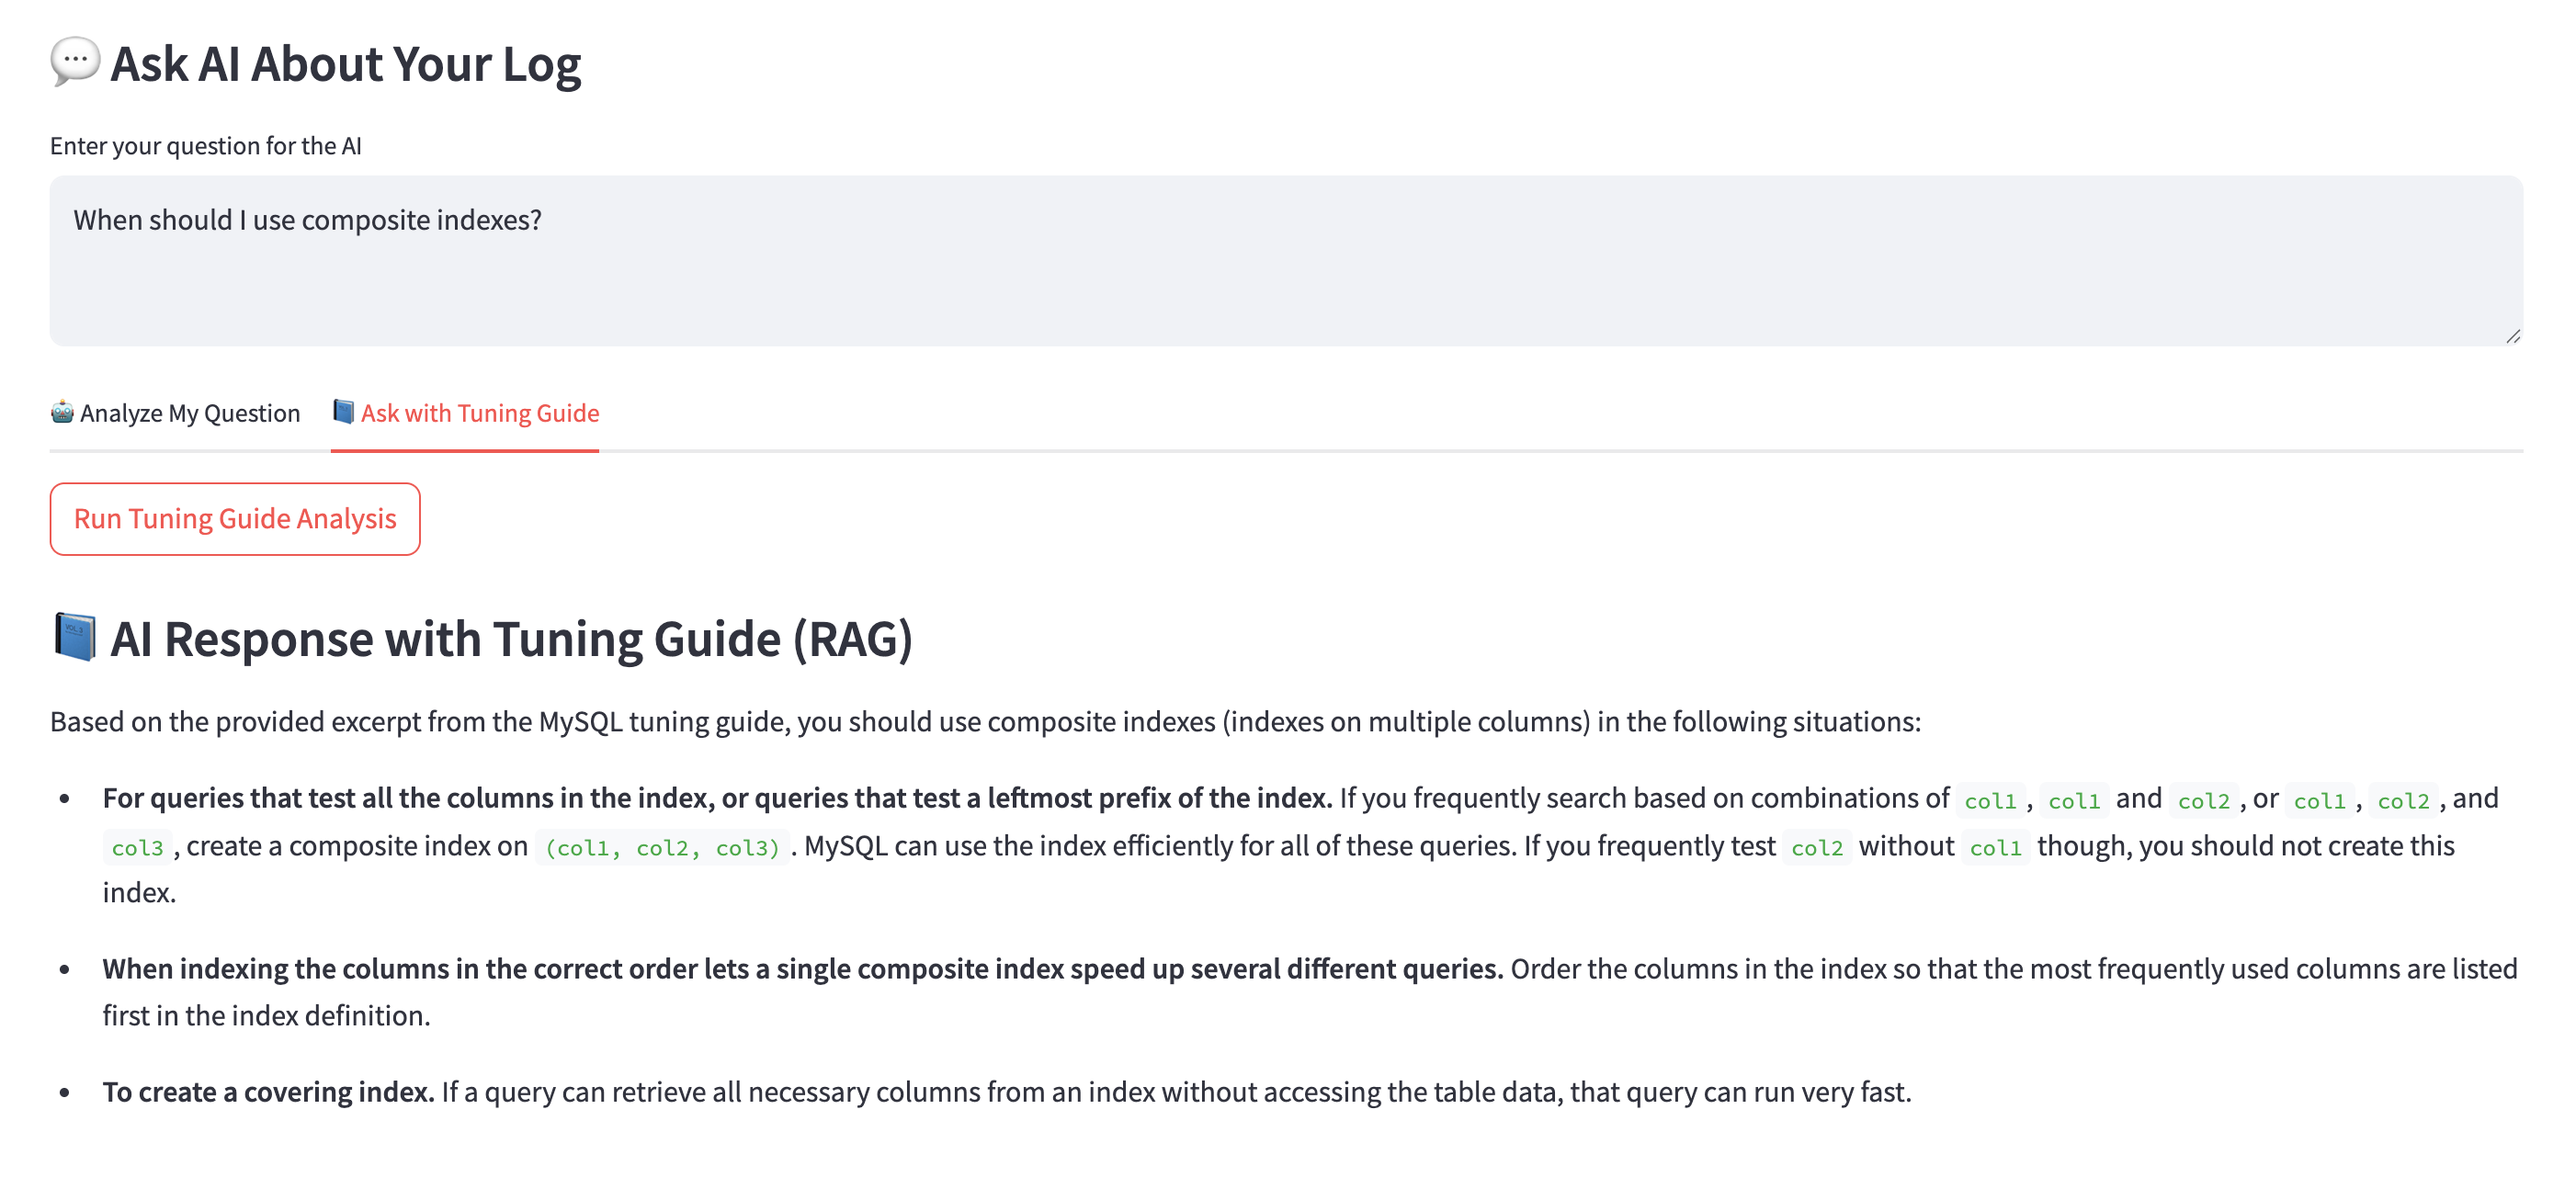 💬 Ask AI About Your Log
Enter your question for the AI
When should I use composite indexes?
🤖 Analyze My Question 📘 Ask with Tuning Guide
Run Tuning Guide Analysis
📘 AI Response with Tuning Guide (RAG)
Based on the provided excerpt from the MySQL tuning guide, you should use composite indexes (indexes on multiple columns) in the following situations:
• For queries that test all the columns in the index, or queries that test a leftmost prefix of the index. If you frequently search based on combinations of col1, col1 and col2, or col1, col2, and
col3, create a composite index on (col1, col2, col3). MySQL can use the index efficiently for all of these queries. If you frequently test col2 without col1 though, you should not create this
index.
• When indexing the columns in the correct order lets a single composite index speed up several different queries. Order the columns in the index so that the most frequently used columns are listed
first in the index definition.
• To create a covering index. If a query can retrieve all necessary columns from an index without accessing the table data, that query can run very fast.